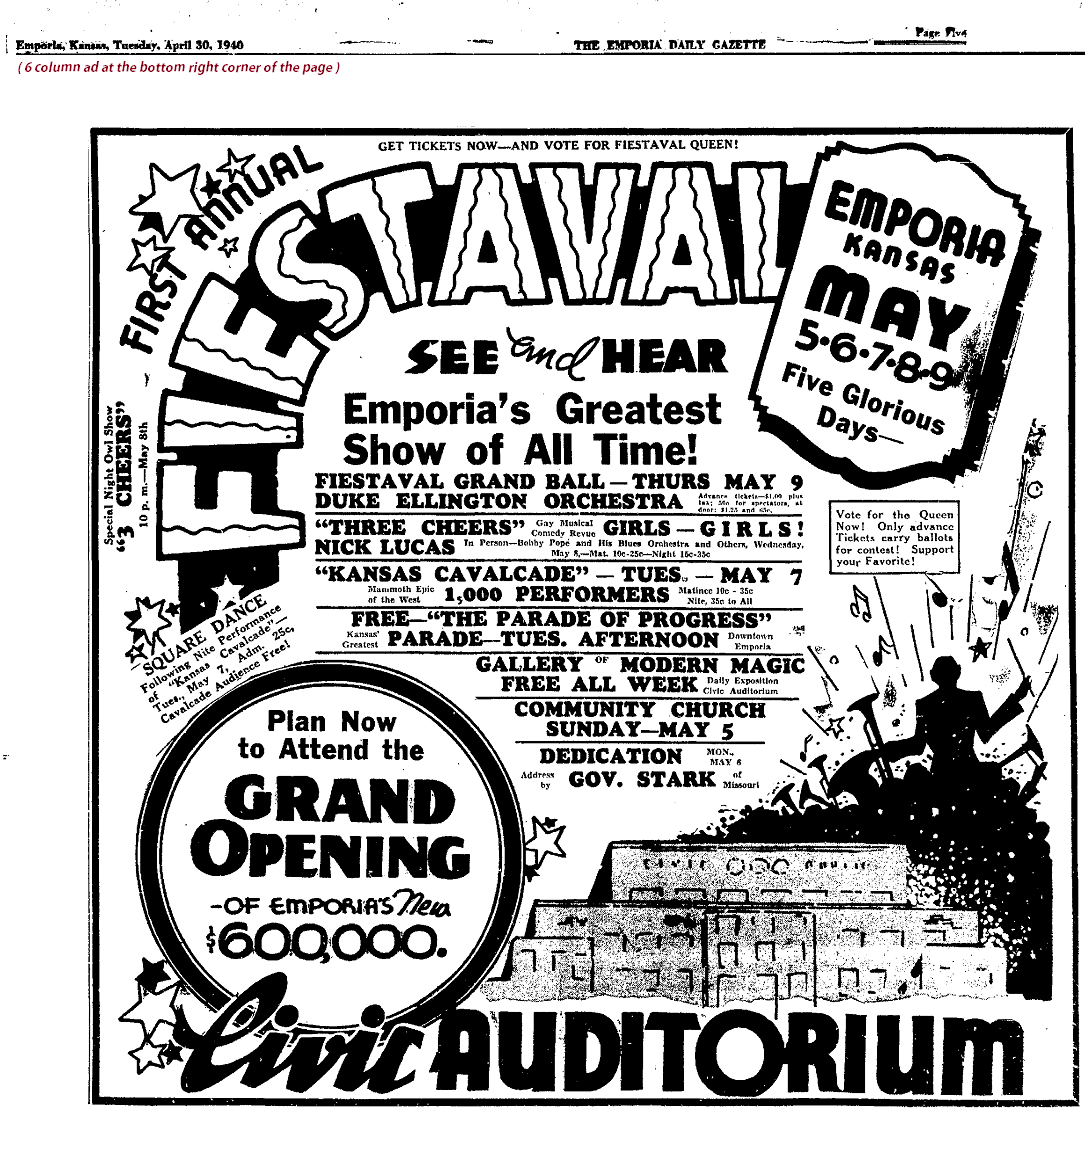 Emporia, Kansas, Tuesday, April 30, 1940
THE EMPORIA DAILY GAZETTE
Page Five
( 6 column ad at the bottom right corner of the page )
GET TICKETS NOW—AND VOTE FOR FIESTAVAL QUEEN!
FIRST ANNUAL
FIESTAVAL
EMPORIA
KANSAS
MAY
5·6·7·8·9
Five Glorious
Days—
SEE and HEAR
Emporia's Greatest
Show of All Time!
Special Night Owl Show
"3 CHEERS"
10 p. m.—May 8th
FIESTAVAL GRAND BALL — THURS MAY 9
DUKE ELLINGTON ORCHESTRA
Advance tickets—$1.00 plus
tax; 50c for spectators, at
door: $1.25 and 65c.
"THREE CHEERS" Gay Musical
Comedy Revue GIRLS — GIRLS!
NICK LUCAS In Person—Bobby Pope and His Blues Orchestra and Others, Wednesday,
May 8,—Mat. 10c-25c—Night 15c-35c
"KANSAS CAVALCADE" — TUES. — MAY 7
Mammoth Epic
of the West
1,000 PERFORMERS
Matinee 10c - 35c
Nite, 35c to All
FREE—"THE PARADE OF PROGRESS"
Kansas'
Greatest
PARADE—TUES. AFTERNOON
Downtown
Emporia
GALLERY OF MODERN MAGIC
FREE ALL WEEK
Daily Exposition
Civic Auditorium
COMMUNITY CHURCH
SUNDAY—MAY 5
DEDICATION
MON.,
MAY 6
Address
by
GOV. STARK
of
Missouri
Vote for the Queen
Now! Only advance
Tickets carry ballots
for contest! Support
your Favorite!
SQUARE DANCE
Following Nite Performance
of "Kansas Cavalcade"—
Tues., May 7, Adm. 25c,
Cavalcade Audience Free!
Plan Now
to Attend the
GRAND
OPENING
-OF EMPORIA'S New
$600,000.
Civic AUDITORIUM